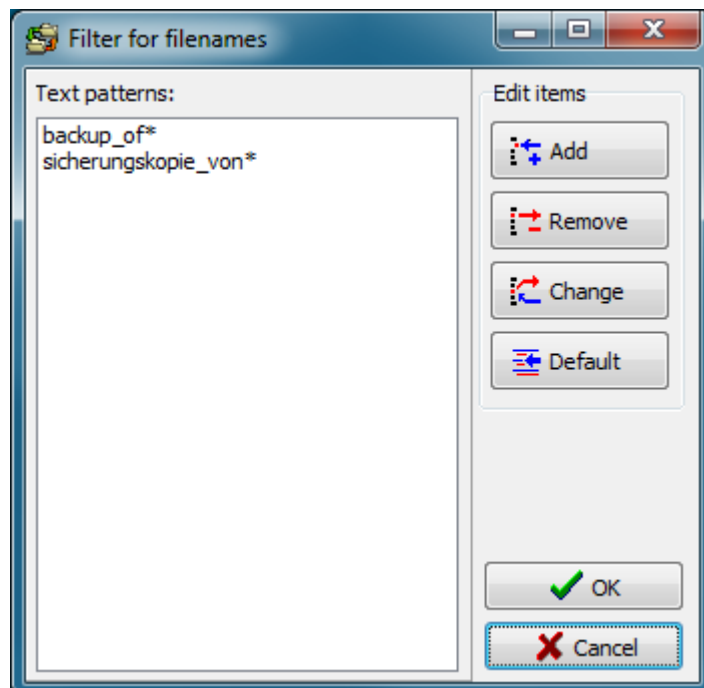 Filter for filenames
Text patterns:
backup_of*
sicherungskopie_von*
Edit items
Add
Remove
Change
Default
OK
Cancel